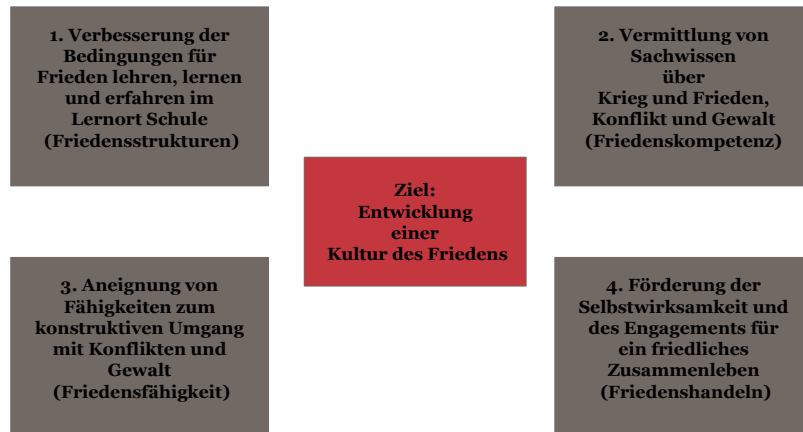 1. Verbesserung der
Bedingungen für
Frieden lehren, lernen
und erfahren im
Lernort Schule
(Friedensstrukturen)
2. Vermittlung von
Sachwissen
über
Krieg und Frieden,
Konflikt und Gewalt
(Friedenskompetenz)
Ziel:
Entwicklung
einer
Kultur des Friedens
3. Aneignung von
Fähigkeiten zum
konstruktiven Umgang
mit Konflikten und
Gewalt
(Friedensfähigkeit)
4. Förderung der
Selbstwirksamkeit und
des Engagements für
ein friedliches
Zusammenleben
(Friedenshandeln)